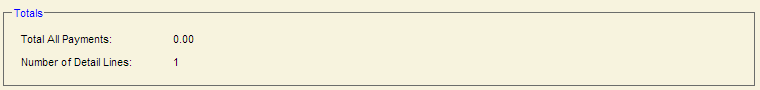 Totals
Total All Payments: 0.00
Number of Detail Lines: 1